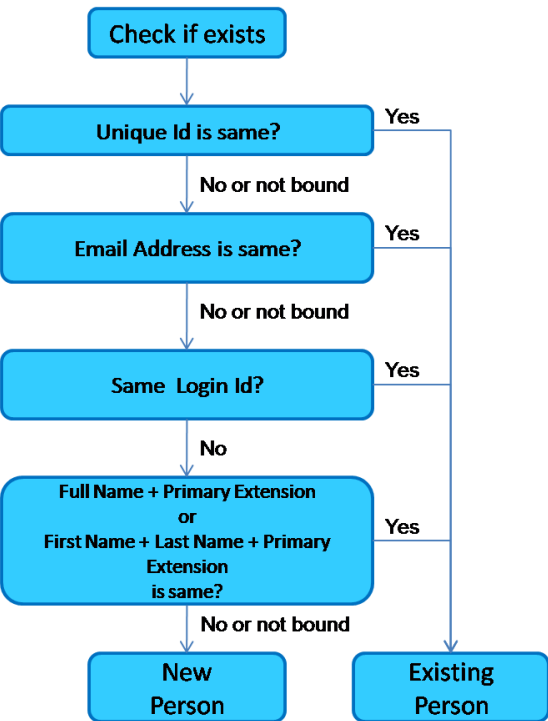 Check if exists
Unique Id is same?
Yes
No or not bound
Email Address is same?
Yes
No or not bound
Same Login Id?
Yes
No
Full Name + Primary Extension
or
First Name + Last Name + Primary
Extension
is same?
Yes
No or not bound
New
Person
Existing
Person